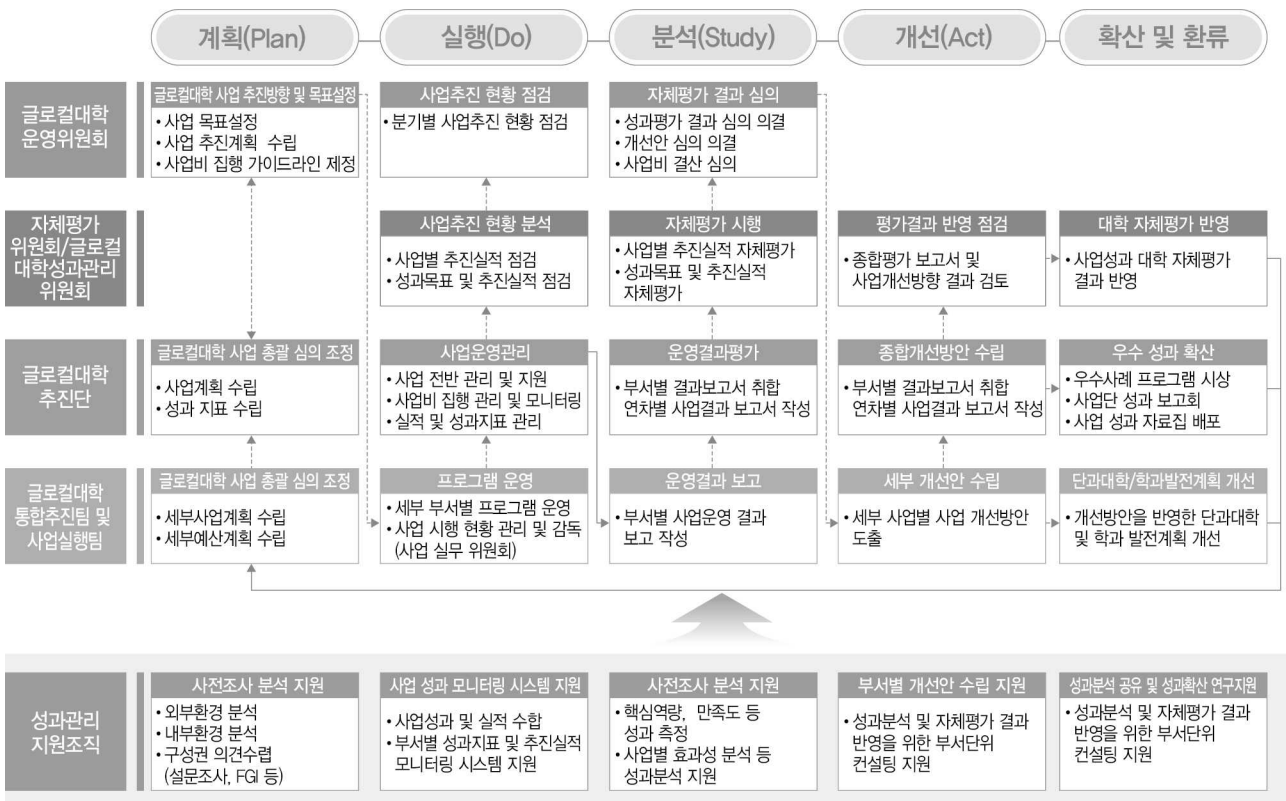 계획(Plan)
실행(Do)
분석(Study)
개선(Act)
확산 및 환류
글로컬대학
운영위원회
글로컬대학 사업 추진방향 및 목표설정
• 사업 목표설정
• 사업 추진계획 수립
• 사업비 집행 가이드라인 제정
사업추진 현황 점검
• 분기별 사업추진 현황 점검
자체평가 결과 심의
• 성과평가 결과 심의 의결
• 개선안 심의 의결
• 사업비 결산 심의
자체평가
위원회/글로컬
대학성과관리
위원회
사업추진 현황 분석
• 사업별 추진실적 점검
• 성과목표 및 추진실적 점검
자체평가 시행
• 사업별 추진실적 자체평가
• 성과목표 및 추진실적
자체평가
평가결과 반영 점검
• 종합평가 보고서 및
사업개선방향 결과 검토
대학 자체평가 반영
• 사업성과 대학 자체평가
결과 반영
글로컬대학
추진단
글로컬대학 사업 총괄 심의 조정
• 사업계획 수립
• 성과 지표 수립
사업운영관리
• 사업 전반 관리 및 지원
• 사업비 집행 관리 및 모니터링
• 실적 및 성과지표 관리
운영결과평가
• 부서별 결과보고서 취합
연차별 사업결과 보고서 작성
종합개선방안 수립
• 부서별 결과보고서 취합
연차별 사업결과 보고서 작성
우수 성과 확산
• 우수사례 프로그램 시상
• 사업단 성과 보고회
• 사업 성과 자료집 배포
글로컬대학
통합추진팀 및
사업실행팀
글로컬대학 사업 총괄 심의 조정
• 세부사업계획 수립
• 세부예산계획 수립
프로그램 운영
• 세부 부서별 프로그램 운영
• 사업 시행 현황 관리 및 감독
(사업 실무 위원회)
운영결과 보고
• 부서별 사업운영 결과
보고 작성
세부 개선안 수립
• 세부 사업별 사업 개선방안
도출
단과대학/학과발전계획 개선
• 개선방안을 반영한 단과대학
및 학과 발전계획 개선
성과관리
지원조직
사전조사 분석 지원
• 외부환경 분석
• 내부환경 분석
• 구성권 의견수렴
(설문조사, FGI 등)
사업 성과 모니터링 시스템 지원
• 사업성과 및 실적 수합
• 부서별 성과지표 및 추진실적
모니터링 시스템 지원
사전조사 분석 지원
• 핵심역량, 만족도 등
성과 측정
• 사업별 효과성 분석 등
성과분석 지원
부서별 개선안 수립 지원
• 성과분석 및 자체평가 결과
반영을 위한 부서단위
컨설팅 지원
성과분석 공유 및 성과확산 연구지원
• 성과분석 및 자체평가 결과
반영을 위한 부서단위
컨설팅 지원